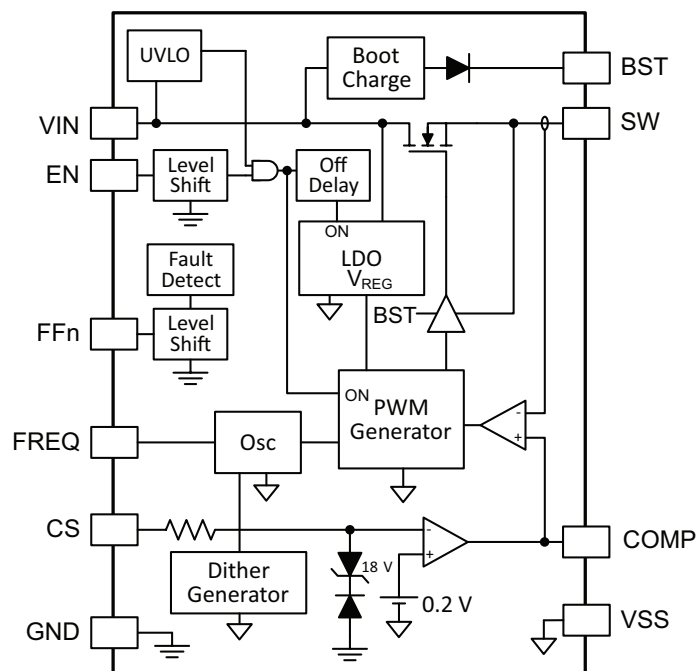 UVLO
Boot
Charge
BST
VIN
SW
EN
Level
Shift
Off
Delay
ON
LDO
VREG
Fault
Detect
FFn
Level
Shift
BST
ON
PWM
Generator
-
+
FREQ
Osc
CS
-
+
COMP
18 V
Dither
Generator
0.2 V
GND
VSS